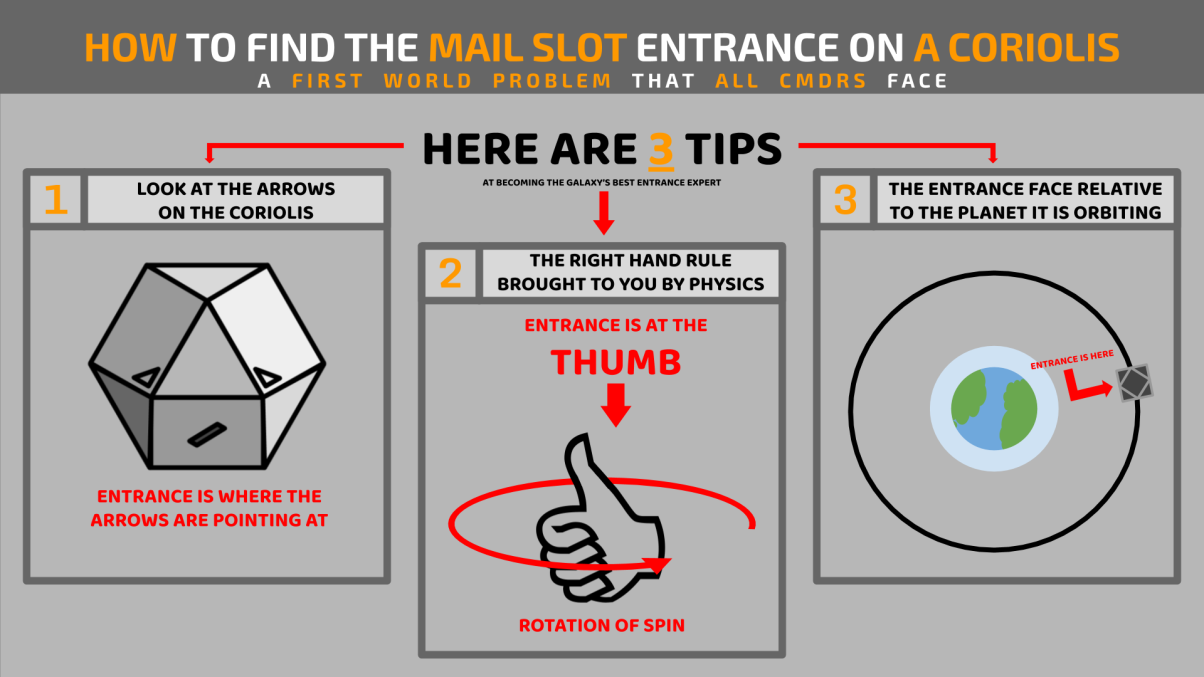 HOW TO FIND THE MAIL SLOT ENTRANCE ON A CORIOLIS
A FIRST WORLD PROBLEM THAT ALL CMDRS FACE
HERE ARE 3 TIPS
AT BECOMING THE GALAXY'S BEST ENTRANCE EXPERT
1
LOOK AT THE ARROWS
ON THE CORIOLIS
ENTRANCE IS WHERE THE
ARROWS ARE POINTING AT
2
THE RIGHT HAND RULE
BROUGHT TO YOU BY PHYSICS
ENTRANCE IS AT THE
THUMB
ROTATION OF SPIN
3
THE ENTRANCE FACE RELATIVE
TO THE PLANET IT IS ORBITING
ENTRANCE IS HERE